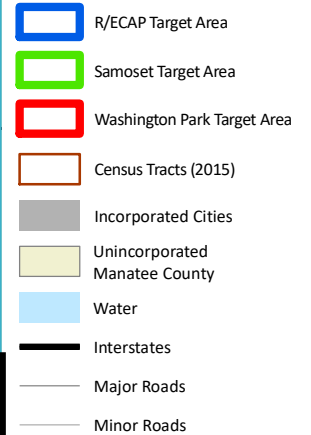 R/ECAP Target Area
Samoset Target Area
Washington Park Target Area
Census Tracts (2015)
Incorporated Cities
Unincorporated
Manatee County
Water
Interstates
Major Roads
Minor Roads